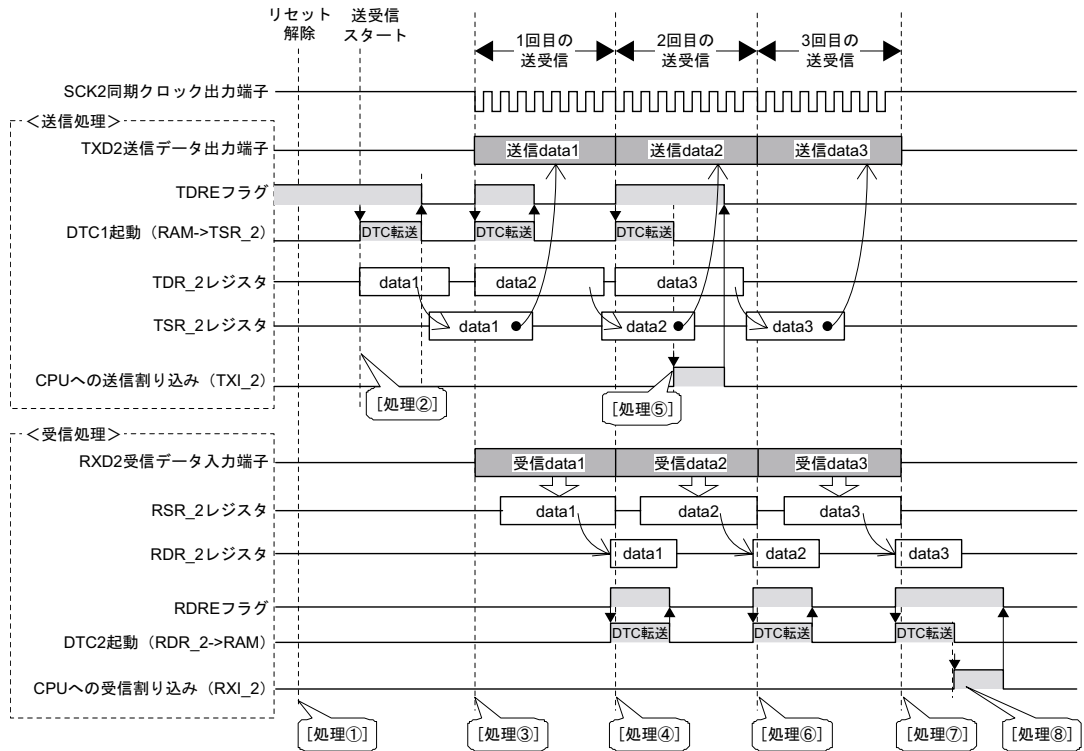 リセット
解除
送受信
スタート
1回目の
送受信
2回目の
送受信
3回目の
送受信
SCK2同期クロック出力端子
<送信処理>
TXD2送信データ出力端子
送信data1
送信data2
送信data3
TDREフラグ
DTC1起動（RAM->TSR_2）
DTC転送
DTC転送
DTC転送
TDR_2レジスタ
data1
data2
data3
TSR_2レジスタ
data1
data2
data3
CPUへの送信割り込み（TXI_2）
[処理②]
[処理⑤]
<受信処理>
RXD2受信データ入力端子
受信data1
受信data2
受信data3
RSR_2レジスタ
data1
data2
data3
RDR_2レジスタ
data1
data2
data3
RDREフラグ
DTC2起動（RDR_2->RAM）
DTC転送
DTC転送
DTC転送
CPUへの受信割り込み（RXI_2）
[処理①]
[処理③]
[処理④]
[処理⑥]
[処理⑦]
[処理⑧]